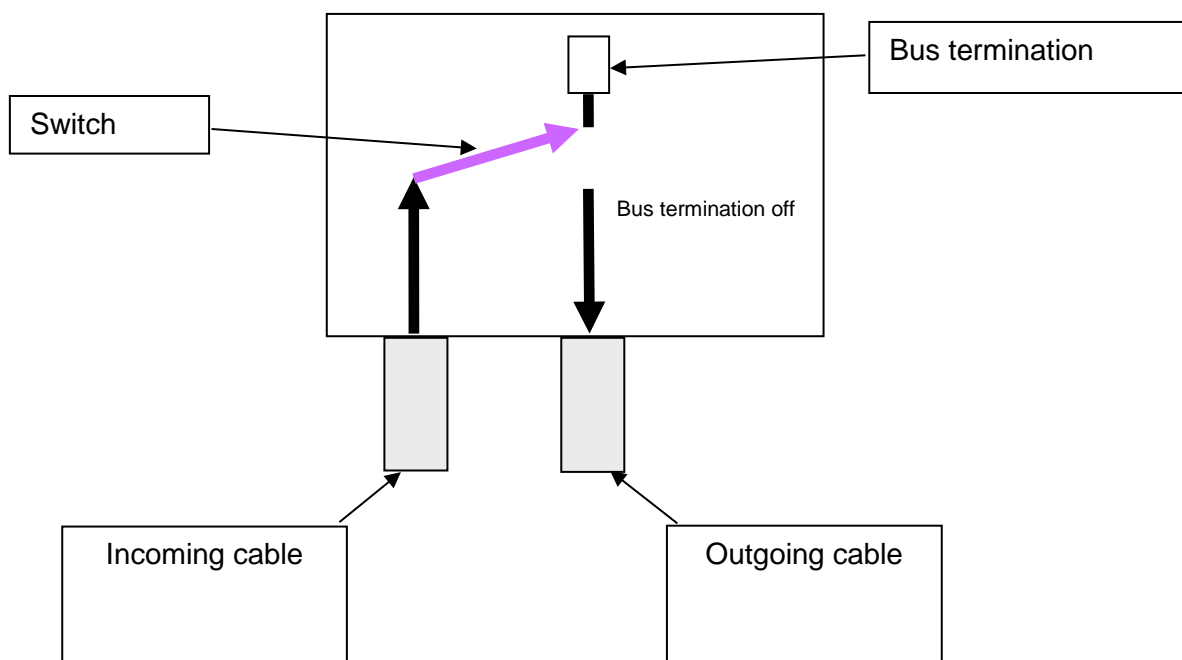 Bus termination
Switch
Bus termination off
Incoming cable
Outgoing cable